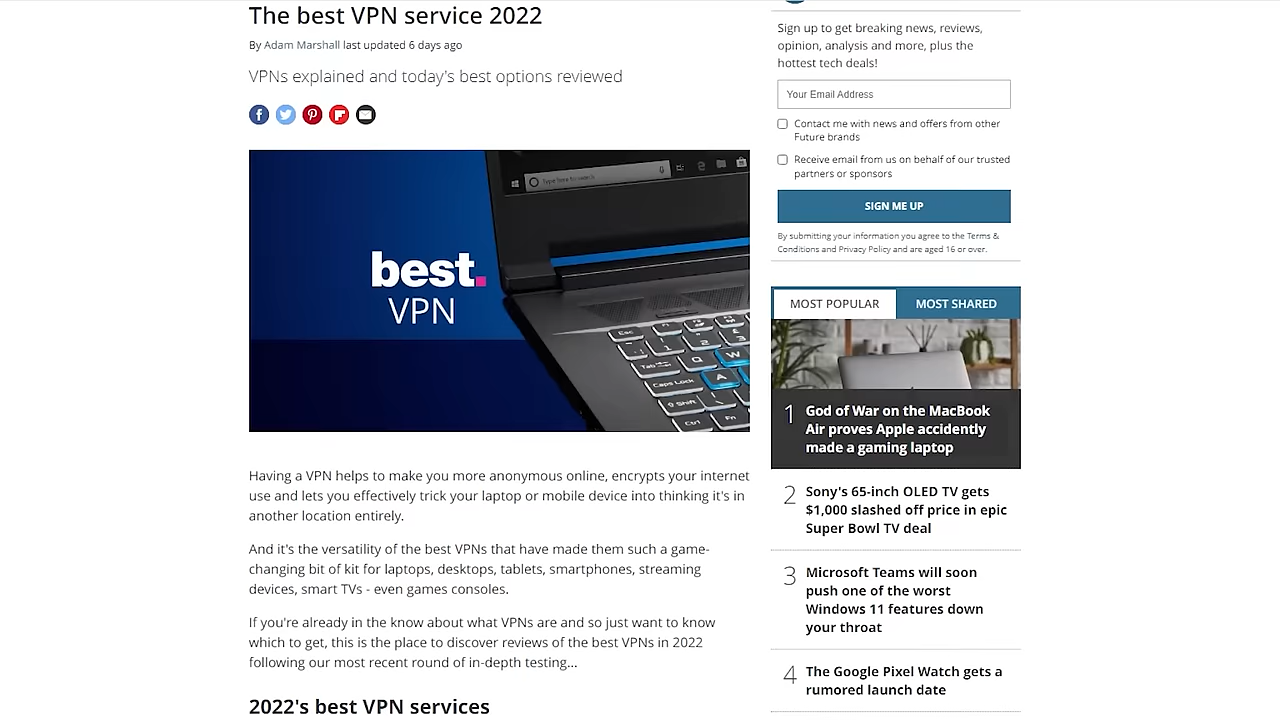 The best VPN service 2022
By Adam Marshall last updated 6 days ago
VPNs explained and today's best options reviewed
best.
VPN
Esc
Tab
Q
W
Caps Lock
A
Shift
Ctrl
Fn
Having a VPN helps to make you more anonymous online, encrypts your internet
use and lets you effectively trick your laptop or mobile device into thinking it's in
another location entirely.
And it's the versatility of the best VPNs that have made them such a game-
changing bit of kit for laptops, desktops, tablets, smartphones, streaming
devices, smart TVs - even games consoles.
If you're already in the know about what VPNs are and so just want to know
which to get, this is the place to discover reviews of the best VPNs in 2022
following our most recent round of in-depth testing...
2022's best VPN services
Sign up to get breaking news, reviews,
opinion, analysis and more, plus the
hottest tech deals!
Your Email Address
Contact me with news and offers from other
Future brands
Receive email from us on behalf of our trusted
partners or sponsors
SIGN ME UP
By submitting your information you agree to the Terms &
Conditions and Privacy Policy and are aged 16 or over.
MOST POPULAR
MOST SHARED
1 God of War on the MacBook
Air proves Apple accidently
made a gaming laptop
2 Sony's 65-inch OLED TV gets
$1,000 slashed off price in epic
Super Bowl TV deal
3 Microsoft Teams will soon
push one of the worst
Windows 11 features down
your throat
4 The Google Pixel Watch gets a
rumored launch date